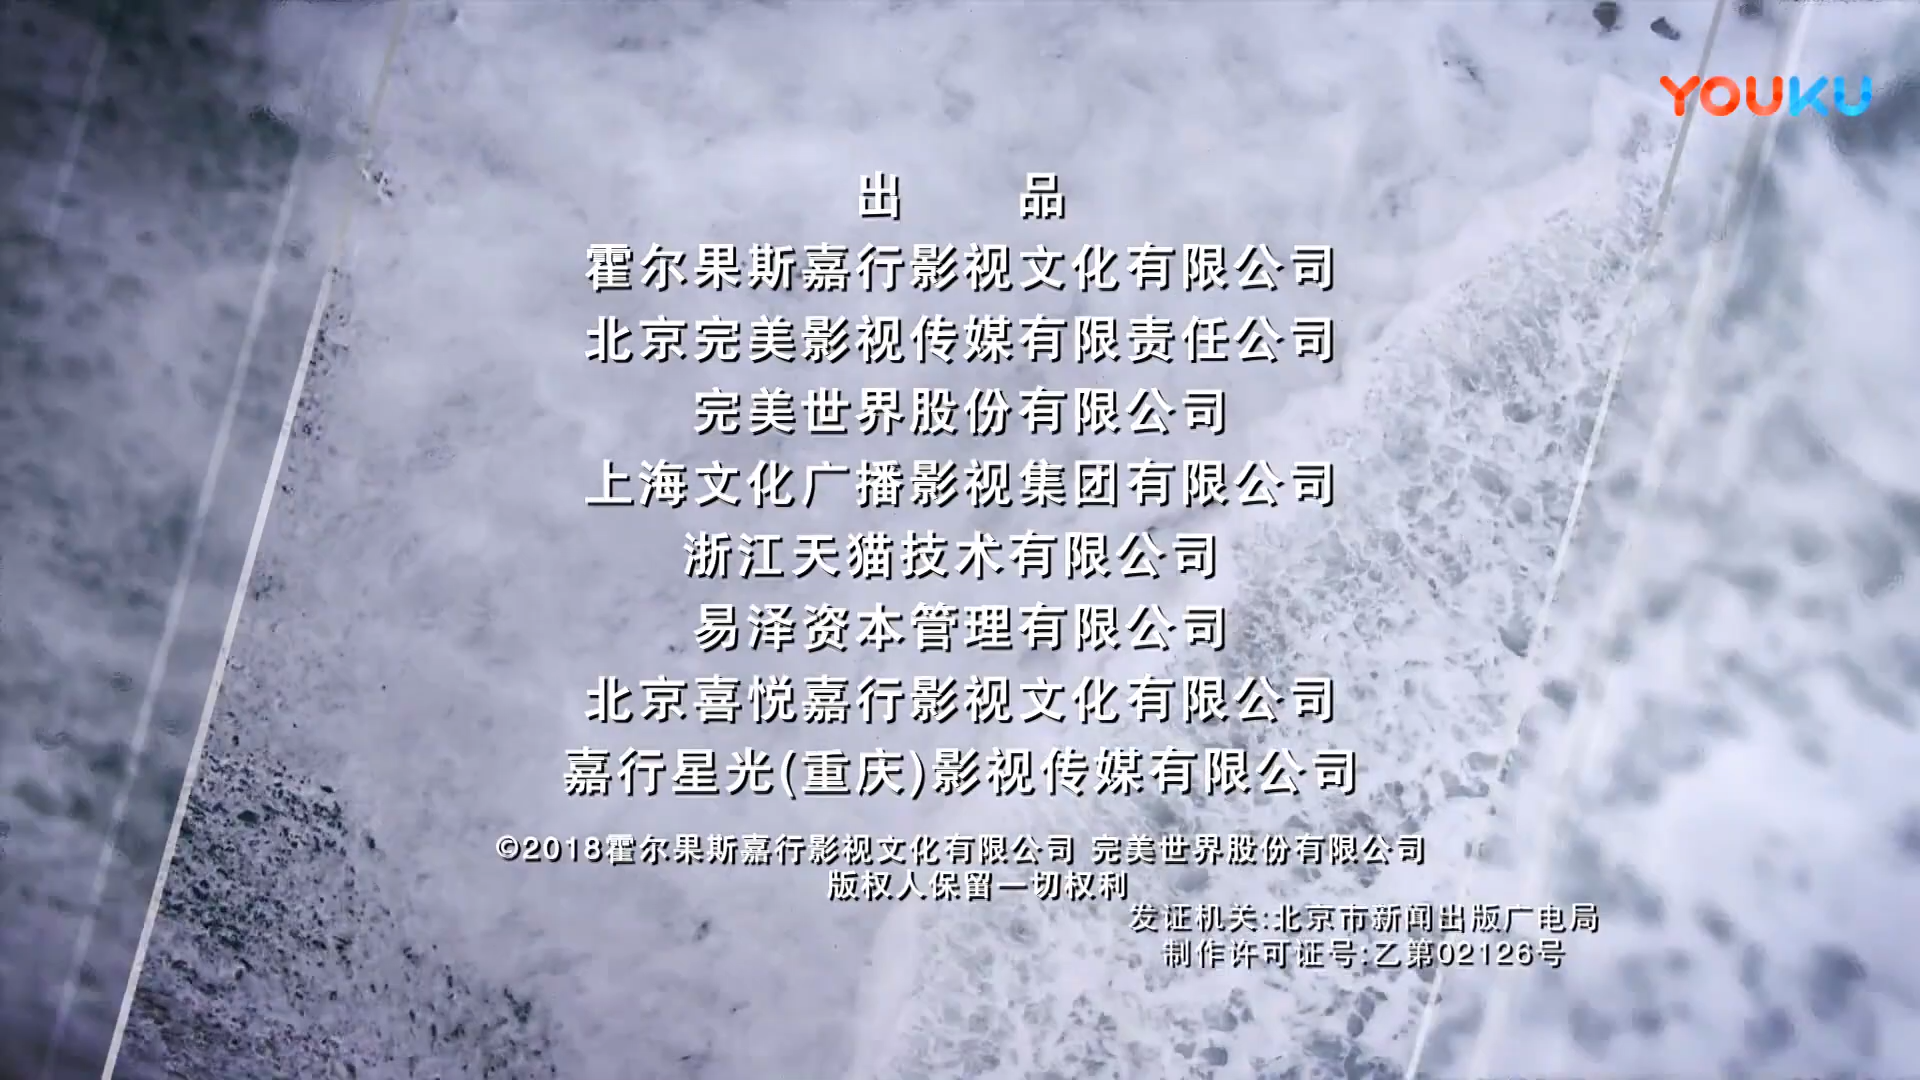 YOUKU
出 品
霍尔果斯嘉行影视文化有限公司
北京完美影视传媒有限责任公司
完美世界股份有限公司
上海文化广播影视集团有限公司
浙江天猫技术有限公司
易泽资本管理有限公司
北京喜悦嘉行影视文化有限公司
嘉行星光(重庆)影视传媒有限公司
©2018霍尔果斯嘉行影视文化有限公司 完美世界股份有限公司
版权人保留一切权利
发证机关:北京市新闻出版广电局
制作许可证号:乙第02126号